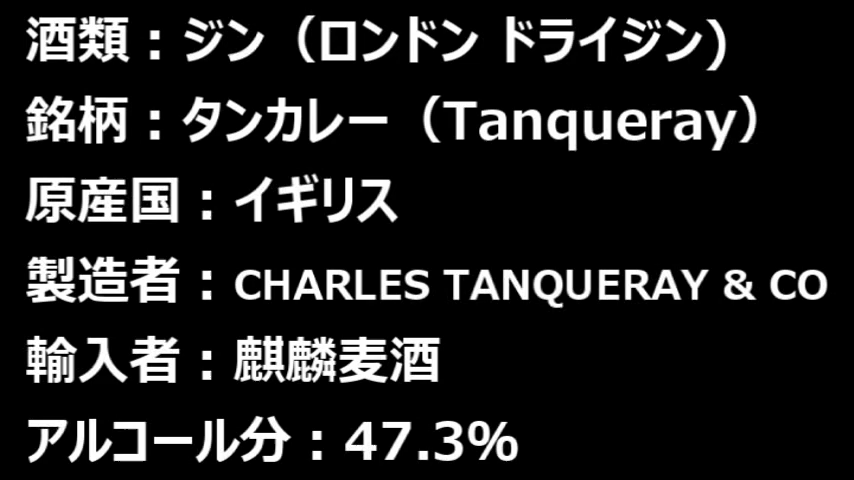 酒類：ジン（ロンドン ドライジン)
銘柄：タンカレー（Tanqueray）
原産国：イギリス
製造者：CHARLES TANQUERAY & CO
輸入者：麒麟麦酒
アルコール分：47.3%